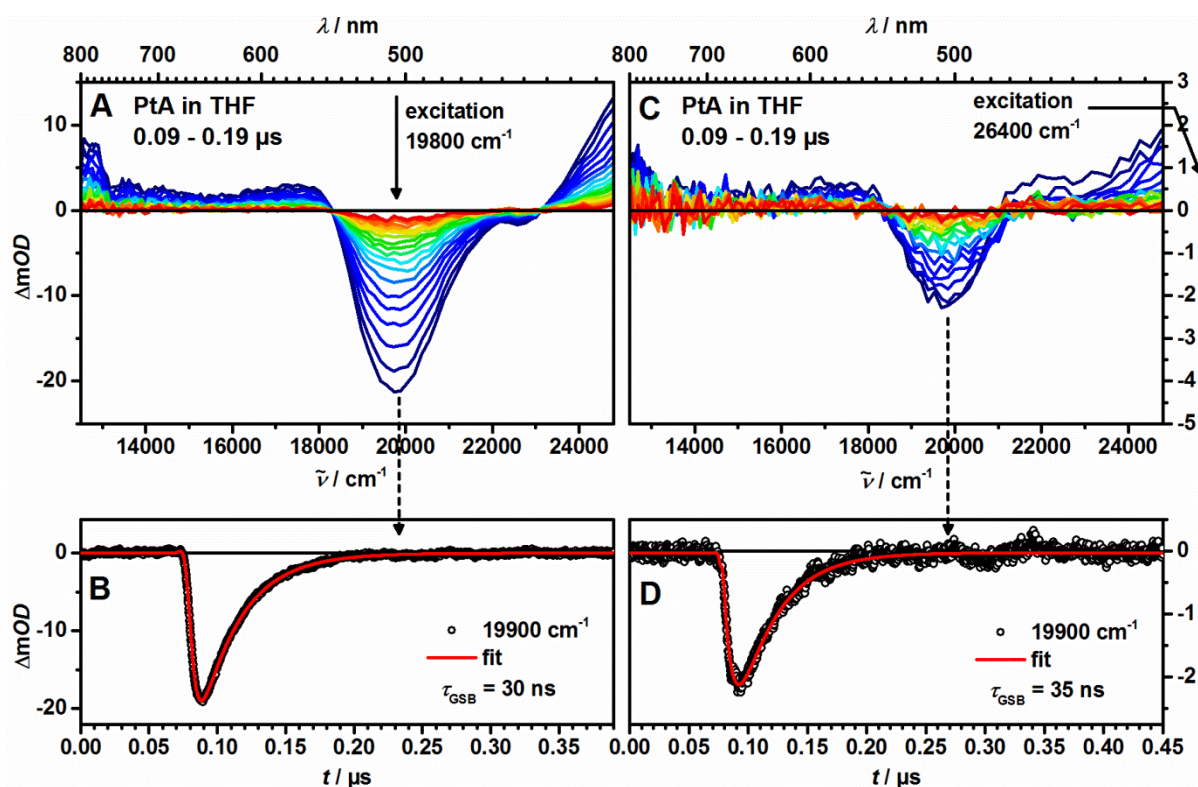 λ / nm
λ / nm
800 700 600 500
800 700 600 500
A PtA in THF
0.09 - 0.19 µs
excitation
19800 cm⁻¹
C PtA in THF
0.09 - 0.19 µs
excitation
26400 cm⁻¹
10
0
-10
-20
ΔmOD
3
2
1
0
-1
-2
-3
-4
-5
12000 14000 16000 18000 20000 22000 24000
14000 16000 18000 20000 22000 24000
ν̃ / cm⁻¹
ν̃ / cm⁻¹
0
-10
-20
ΔmOD
B
19900 cm⁻¹
fit
τGSB = 30 ns
D
19900 cm⁻¹
fit
τGSB = 35 ns
0
-1
-2
0.00 0.05 0.10 0.15 0.20 0.25 0.30 0.35
0.00 0.05 0.10 0.15 0.20 0.25 0.30 0.35 0.40 0.45
t / µs
t / µs